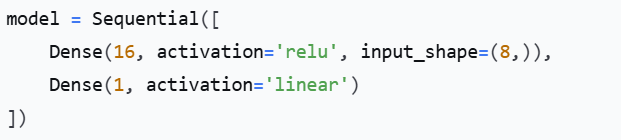 model = Sequential([
    Dense(16, activation='relu', input_shape=(8,)),
    Dense(1, activation='linear')
])